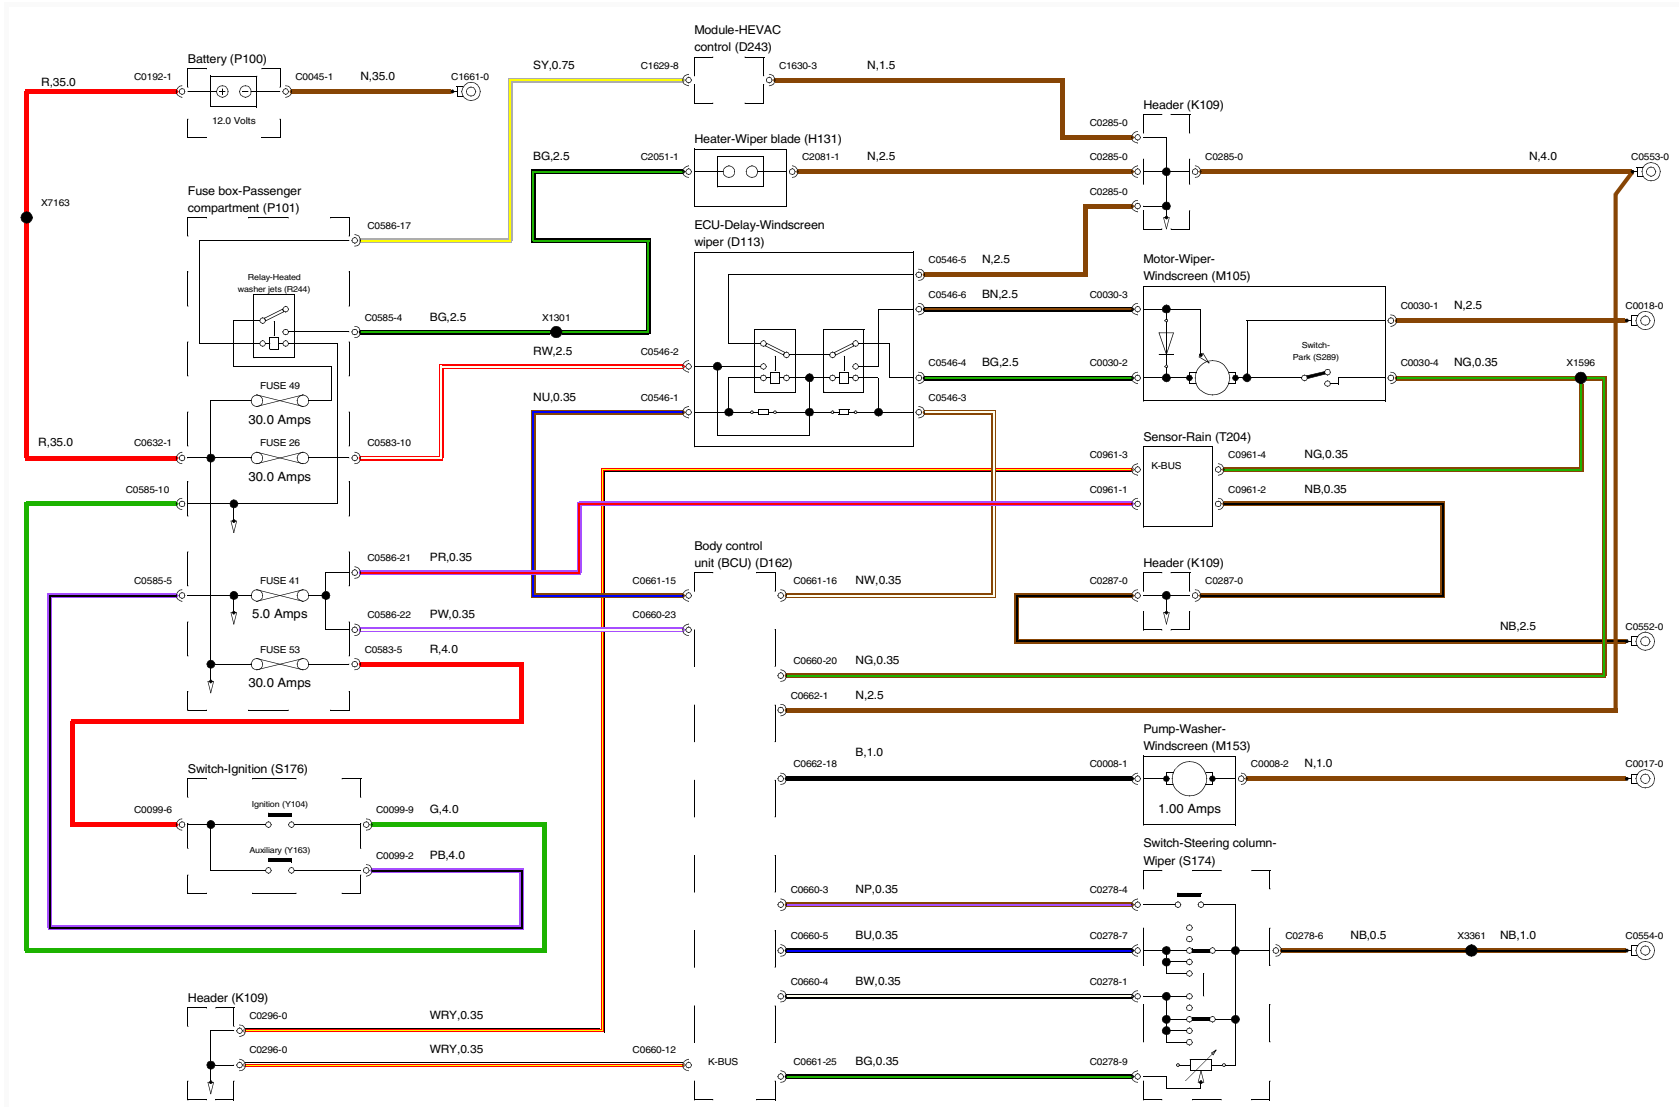 Module-HEVAC
control (D243)
Battery (P100)
R,35.0
C0192-1
C0045-1
N,35.0
C1661-0
12.0 Volts
SY,0.75
C1629-8
C1630-3
N,1.5
Header (K109)
C0285-0
Heater-Wiper blade (H131)
BG,2.5
C2051-1
C2081-1
N,2.5
C0285-0
C0285-0
N,4.0
C0553-0
X7163
Fuse box-Passenger
compartment (P101)
C0285-0
C0586-17
ECU-Delay-Windscreen
wiper (D113)
C0546-5
N,2.5
Motor-Wiper-
Windscreen (M105)
Relay-Heated
washer jets (R244)
C0546-6
BN,2.5
C0030-3
C0030-1
N,2.5
C0018-0
C0585-4
BG,2.5
X1301
RW,2.5
C0546-2
C0546-4
BG,2.5
C0030-2
Switch-
Park (S289)
C0030-4
NG,0.35
X1596
FUSE 49
30.0 Amps
NU,0.35
C0546-1
C0546-3
R,35.0
C0632-1
FUSE 26
30.0 Amps
C0583-10
Sensor-Rain (T204)
C0961-3
K-BUS
C0961-4
NG,0.35
C0585-10
C0961-1
C0961-2
NB,0.35
C0586-21
PR,0.35
Body control
unit (BCU) (D162)
Header (K109)
C0585-5
FUSE 41
5.0 Amps
C0661-15
C0661-16
NW,0.35
C0287-0
C0287-0
C0586-22
PW,0.35
C0660-23
NB,2.5
C0552-0
FUSE 53
30.0 Amps
C0583-5
R,4.0
C0660-20
NG,0.35
C0662-1
N,2.5
Pump-Washer-
Windscreen (M153)
B,1.0
C0662-18
C0008-1
C0008-2
N,1.0
C0017-0
1.00 Amps
Switch-Ignition (S176)
C0099-6
Ignition (Y104)
C0099-9
G,4.0
Auxiliary (Y163)
C0099-2
PB,4.0
Switch-Steering column-
Wiper (S174)
C0660-3
NP,0.35
C0278-4
C0660-5
BU,0.35
C0278-7
C0278-6
NB,0.5
X3361
NB,1.0
C0554-0
C0660-4
BW,0.35
C0278-1
Header (K109)
C0296-0
WRY,0.35
C0296-0
WRY,0.35
C0660-12
K-BUS
C0661-25
BG,0.35
C0278-9